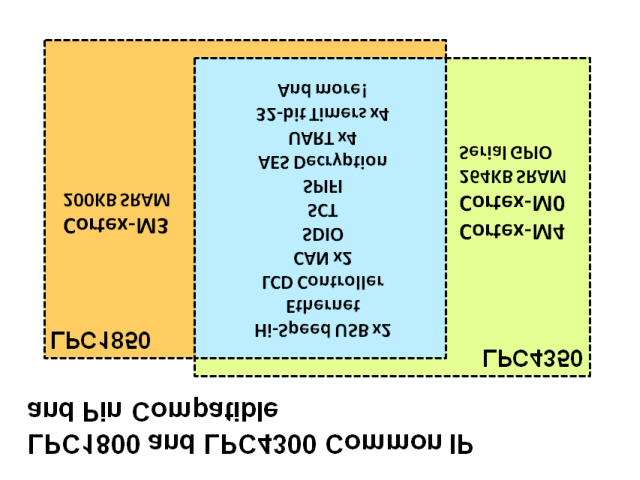 LPC1800 and LPC4300 Common IP
and Pin Compatible
LPC1850
Cortex-M3
200KB SRAM
Hi-Speed USB x2
Ethernet
LCD Controller
CAN x2
SDIO
SCT
SPIFI
AES Decryption
UART x4
32-bit Timers x4
And more!
LPC4350
Cortex-M4
Cortex-M0
264KB SRAM
Serial GPIO